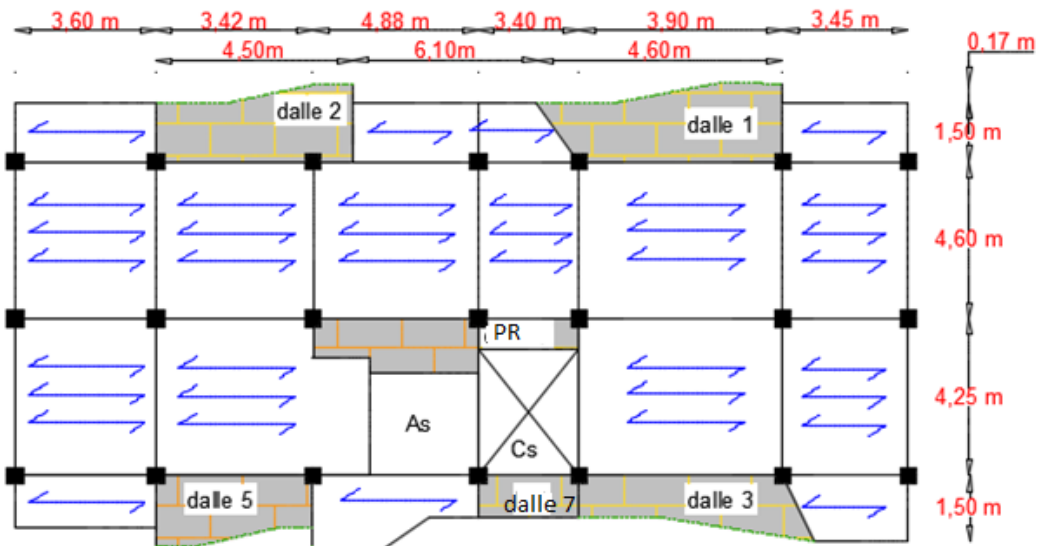 3,60 m 3,42 m 4,88 m 3,40 m 3,90 m 3,45 m
4,50m 6,10m 4,60m
0,17 m
dalle 2
dalle 1
1,50 m
4,60 m
PR
4,25 m
As
Cs
dalle 5
dalle 7
dalle 3
1,50 m